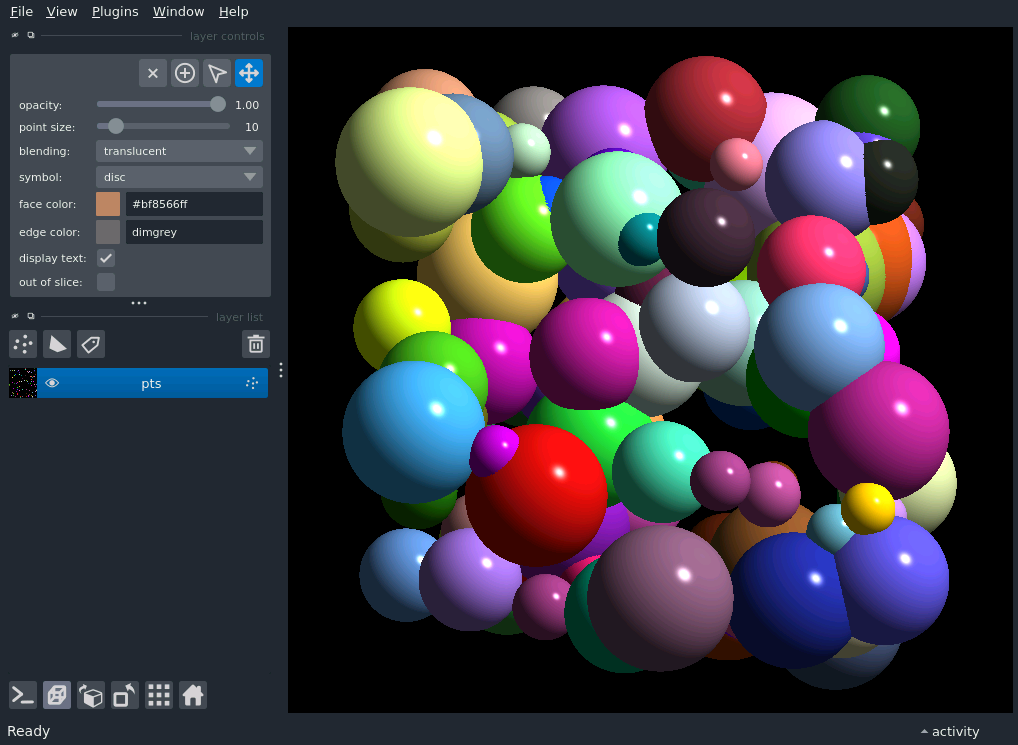 File View Plugins Window Help
layer controls
opacity: 1.00
point size: 10
blending: translucent
symbol: disc
face color: #bf8566ff
edge color: dimgrey
display text:
out of slice:
layer list
pts
Ready
activity